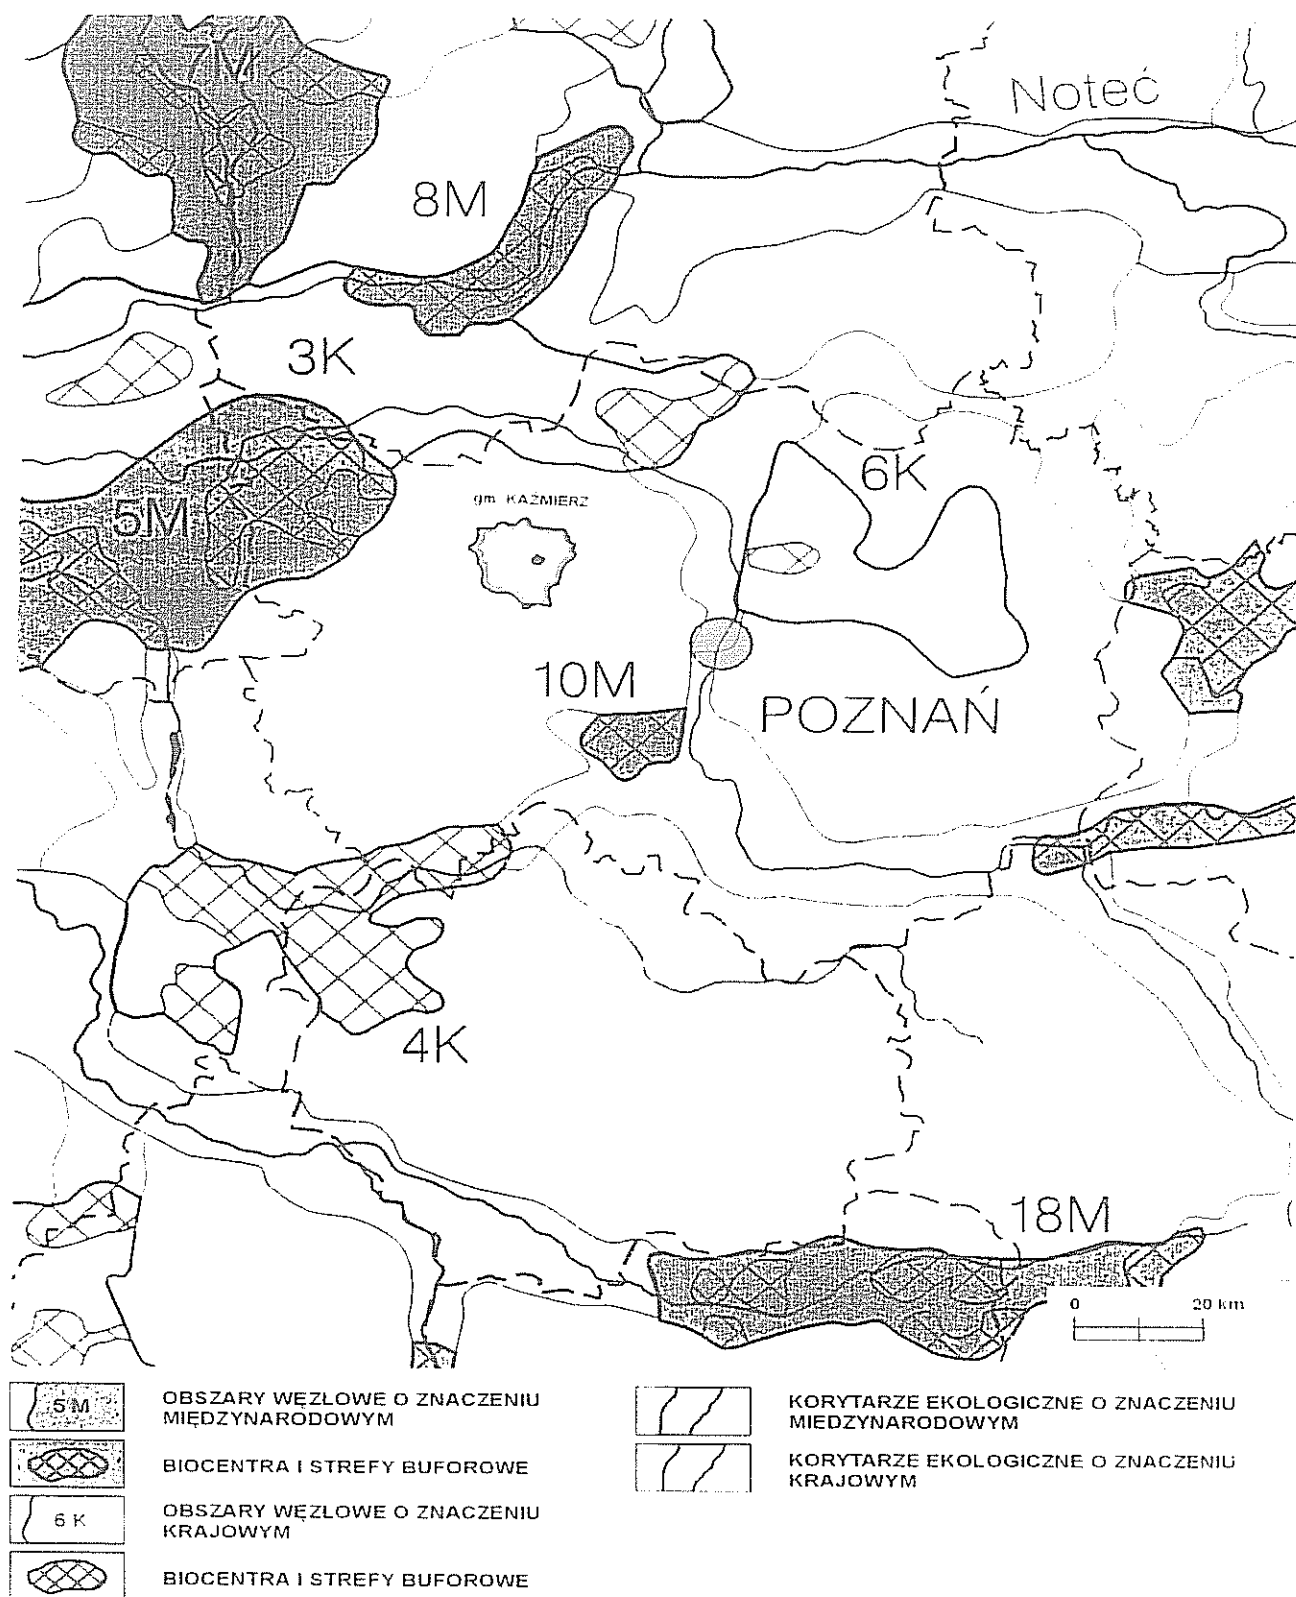 7M
Noteć
8M
3K
6K
gm. KAŹMIERZ
5M
10M
POZNAŃ
4K
18M
0 20 km
5M OBSZARY WĘZŁOWE O ZNACZENIU
MIĘDZYNARODOWYM
BIOCENTRA I STREFY BUFOROWE
6 K OBSZARY WĘZŁOWE O ZNACZENIU
KRAJOWYM
BIOCENTRA I STREFY BUFOROWE
KORYTARZE EKOLOGICZNE O ZNACZENIU
MIEDZYNARODOWYM
KORYTARZE EKOLOGICZNE O ZNACZENIU
KRAJOWYM